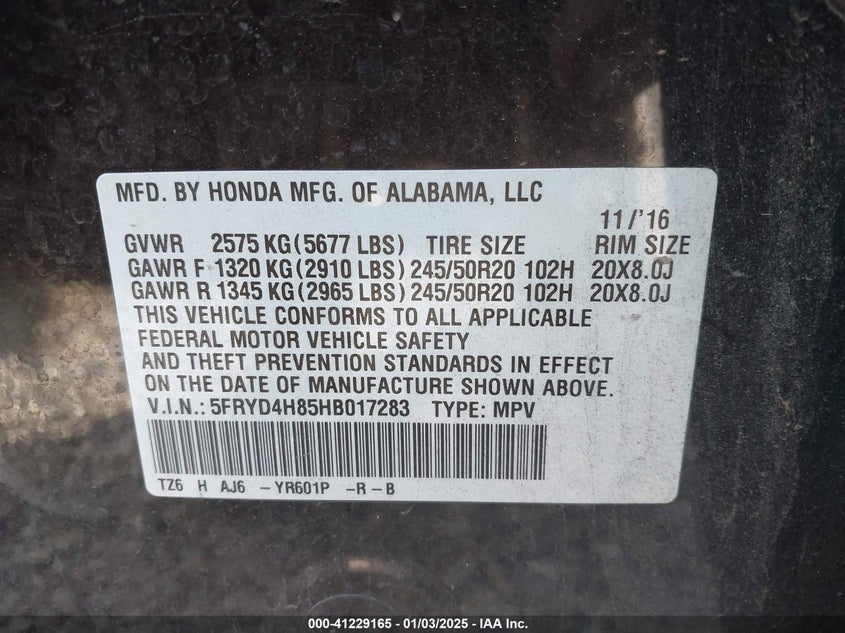 MFD. BY HONDA MFG. OF ALABAMA, LLC
11/'16
GVWR 2575 KG (5677 LBS) TIRE SIZE RIM SIZE
GAWR F 1320 KG (2910 LBS) 245/50R20 102H 20X8.0J
GAWR R 1345 KG (2965 LBS) 245/50R20 102H 20X8.0J
THIS VEHICLE CONFORMS TO ALL APPLICABLE
FEDERAL MOTOR VEHICLE SAFETY
AND THEFT PREVENTION STANDARDS IN EFFECT
ON THE DATE OF MANUFACTURE SHOWN ABOVE.
V.I.N.: 5FRYD4H85HB017283 TYPE: MPV
TZ6 H AJ6 –YR601P –R–B
000-41229165 - 01/03/2025 - IAA Inc.